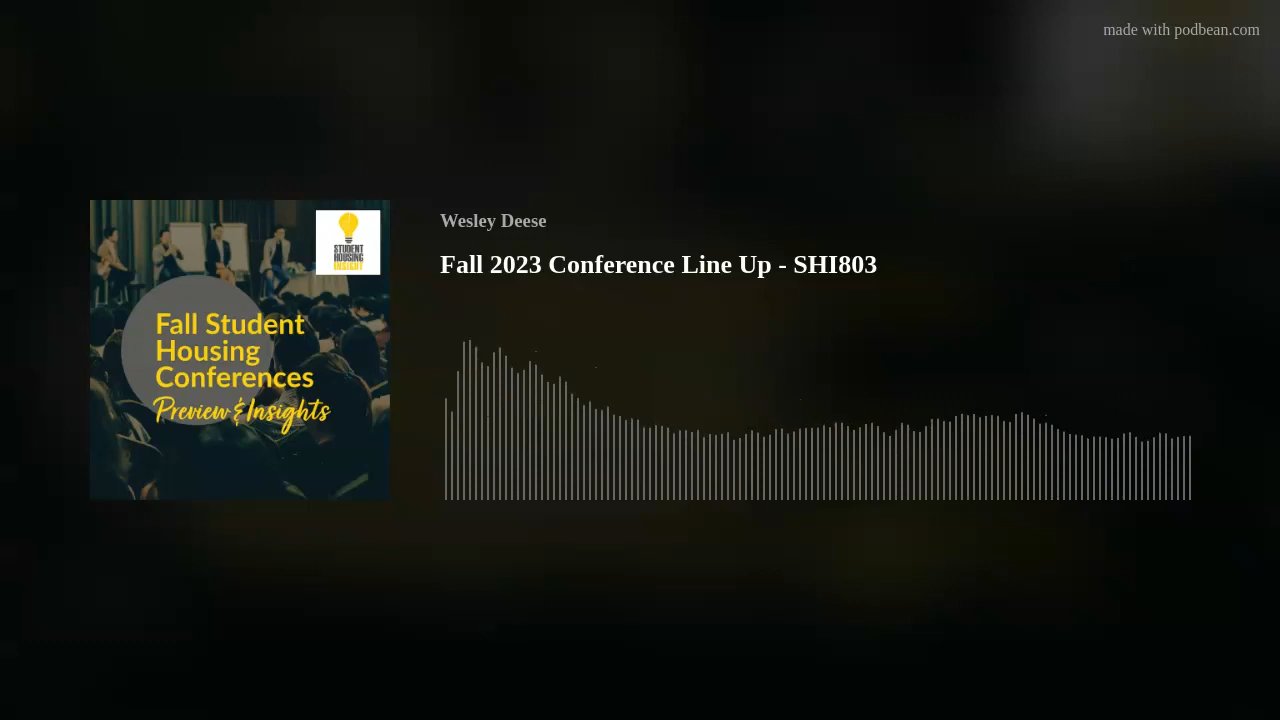 made with podbean.com
STUDENT
HOUSING
INSIGHT
Fall Student
Housing
Conferences
Preview & Insights
Wesley Deese
Fall 2023 Conference Line Up - SHI803